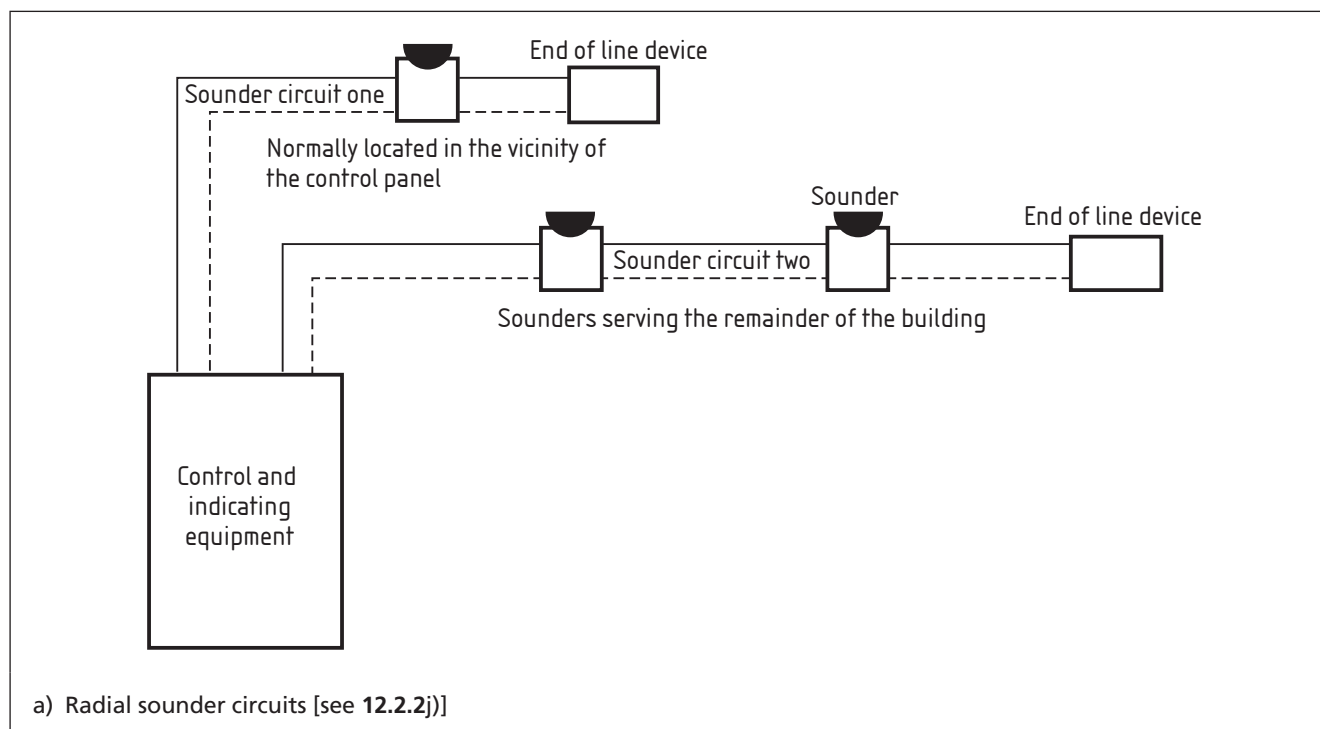 End of line device
Sounder circuit one
Normally located in the vicinity of
the control panel
Sounder
End of line device
Sounder circuit two
Sounders serving the remainder of the building
Control and
indicating
equipment
a) Radial sounder circuits [see 12.2.2j)]